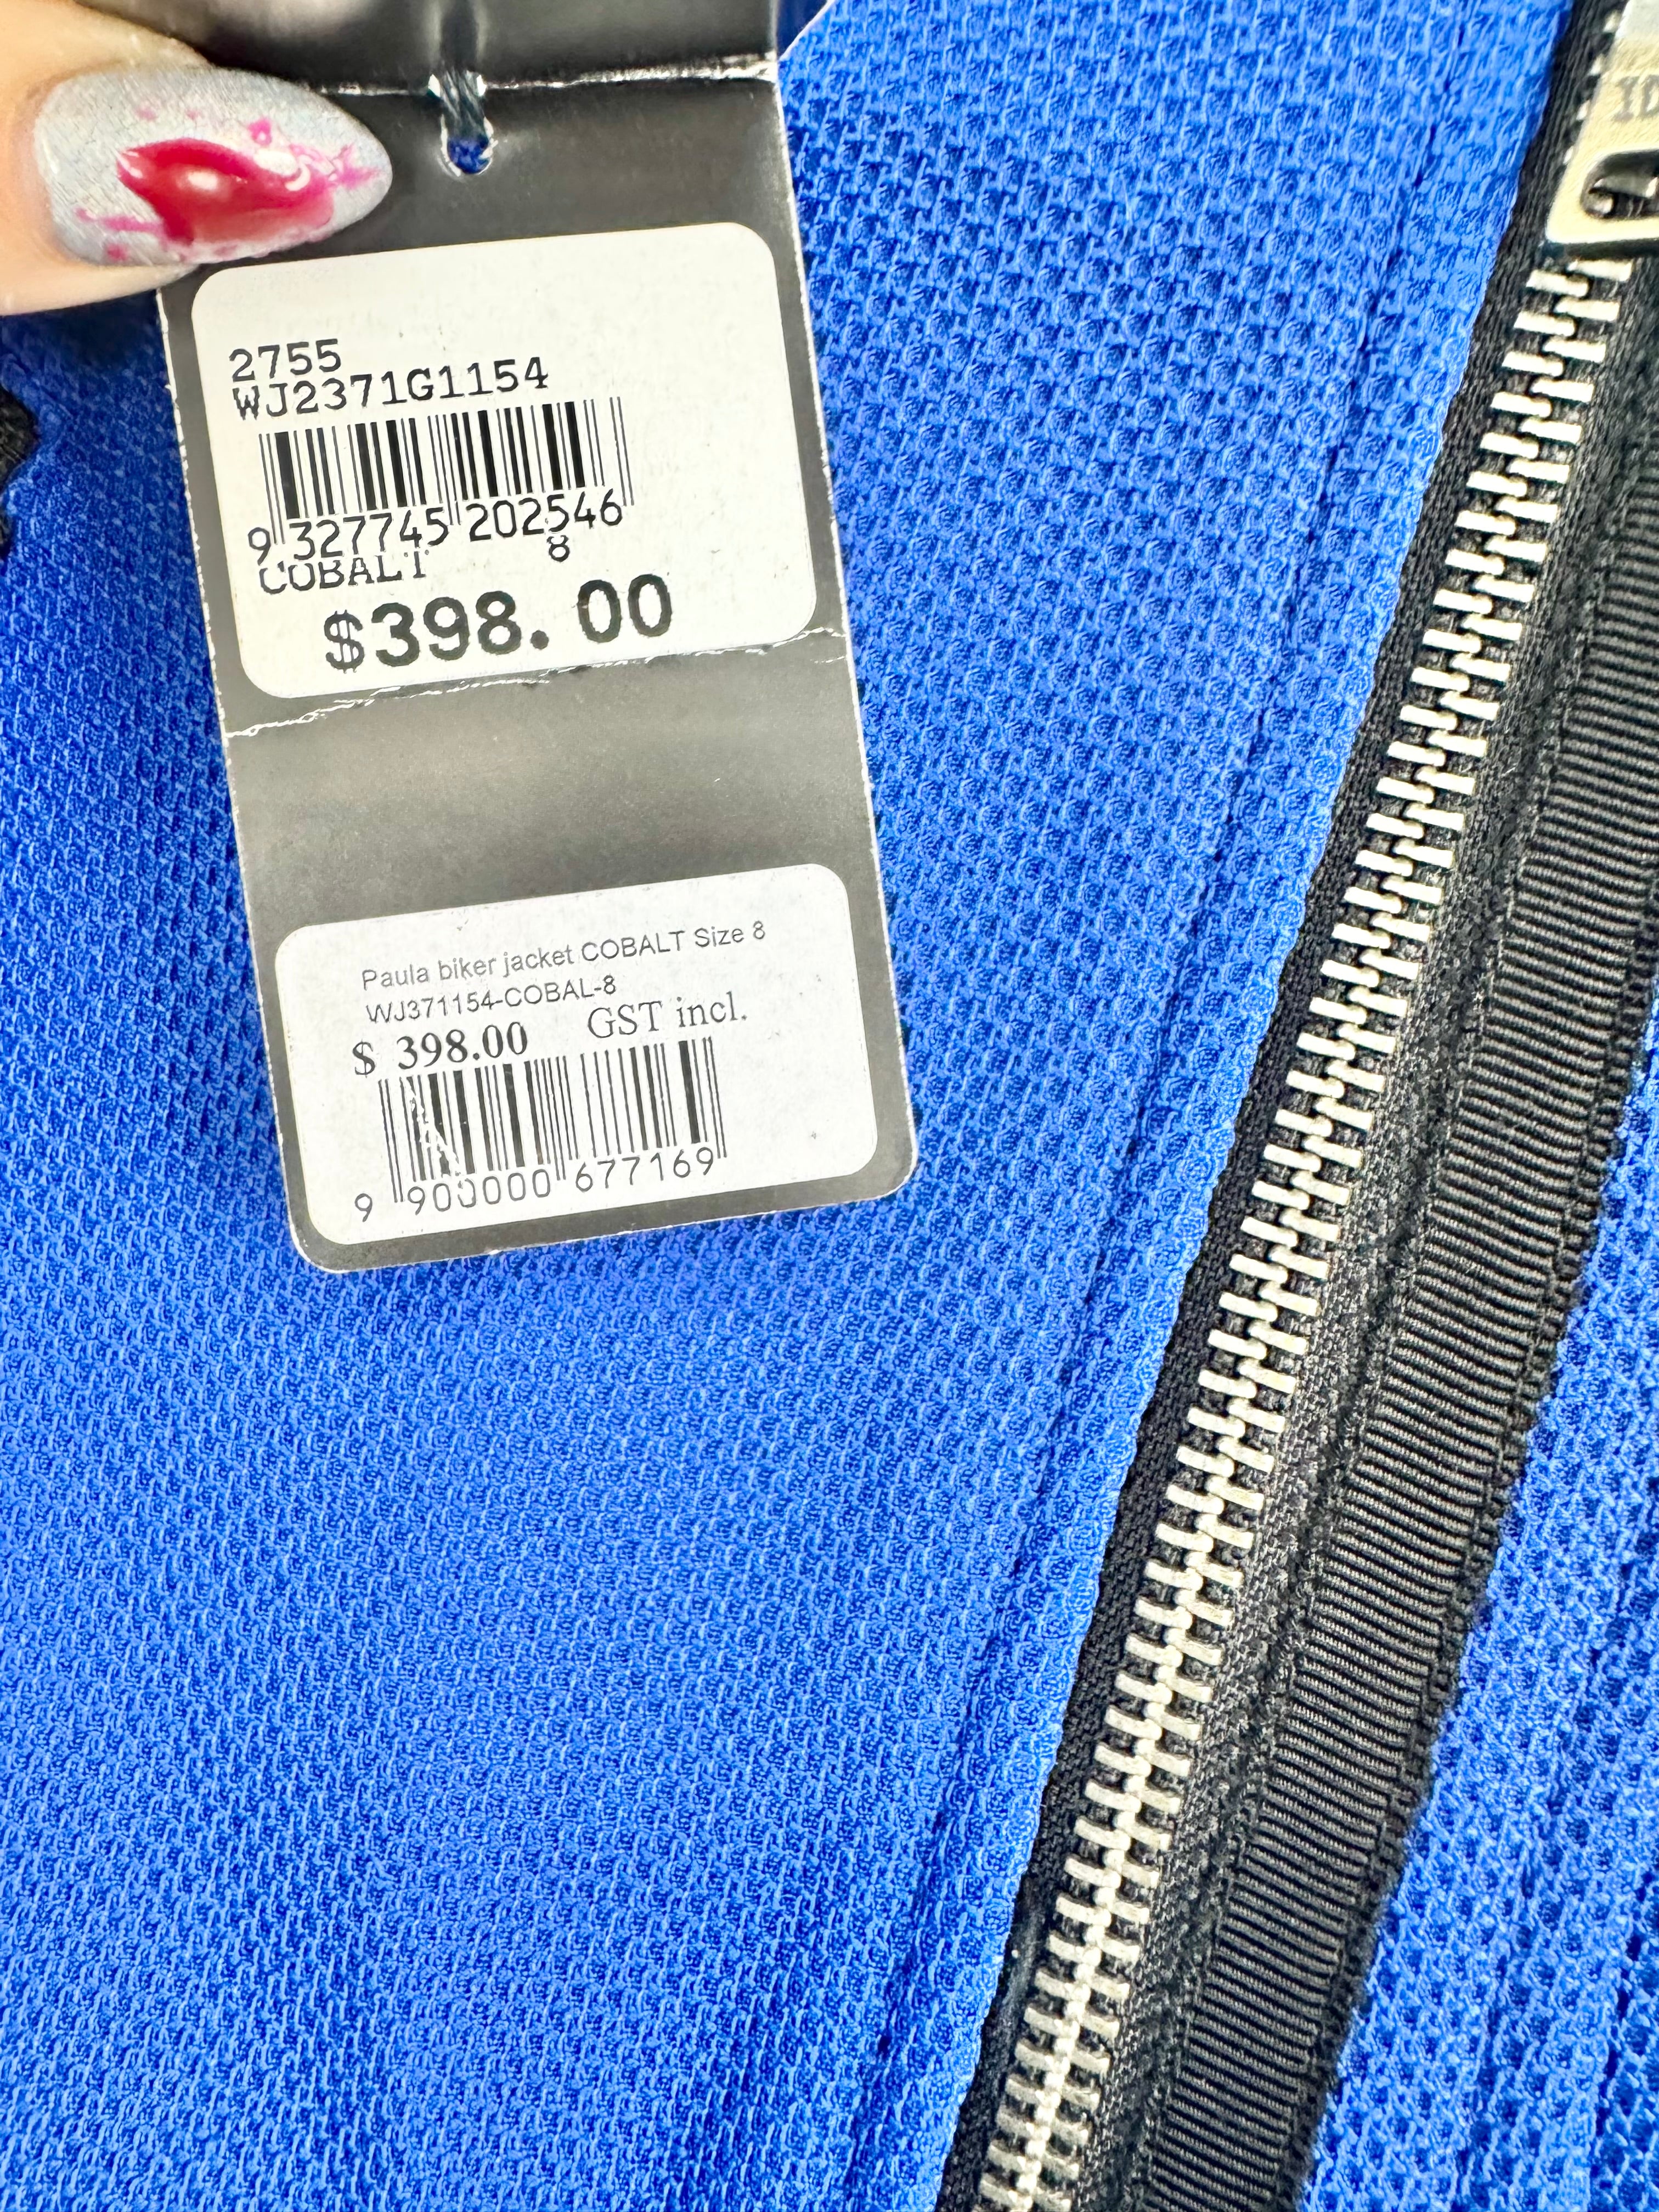 2755
WJ2371G1154
9 327745 202546
COBALT 8
$398.00
Paula biker jacket COBALT Size 8
WJ371154-COBAL-8
$ 398.00 GST incl.
9 900000 677169